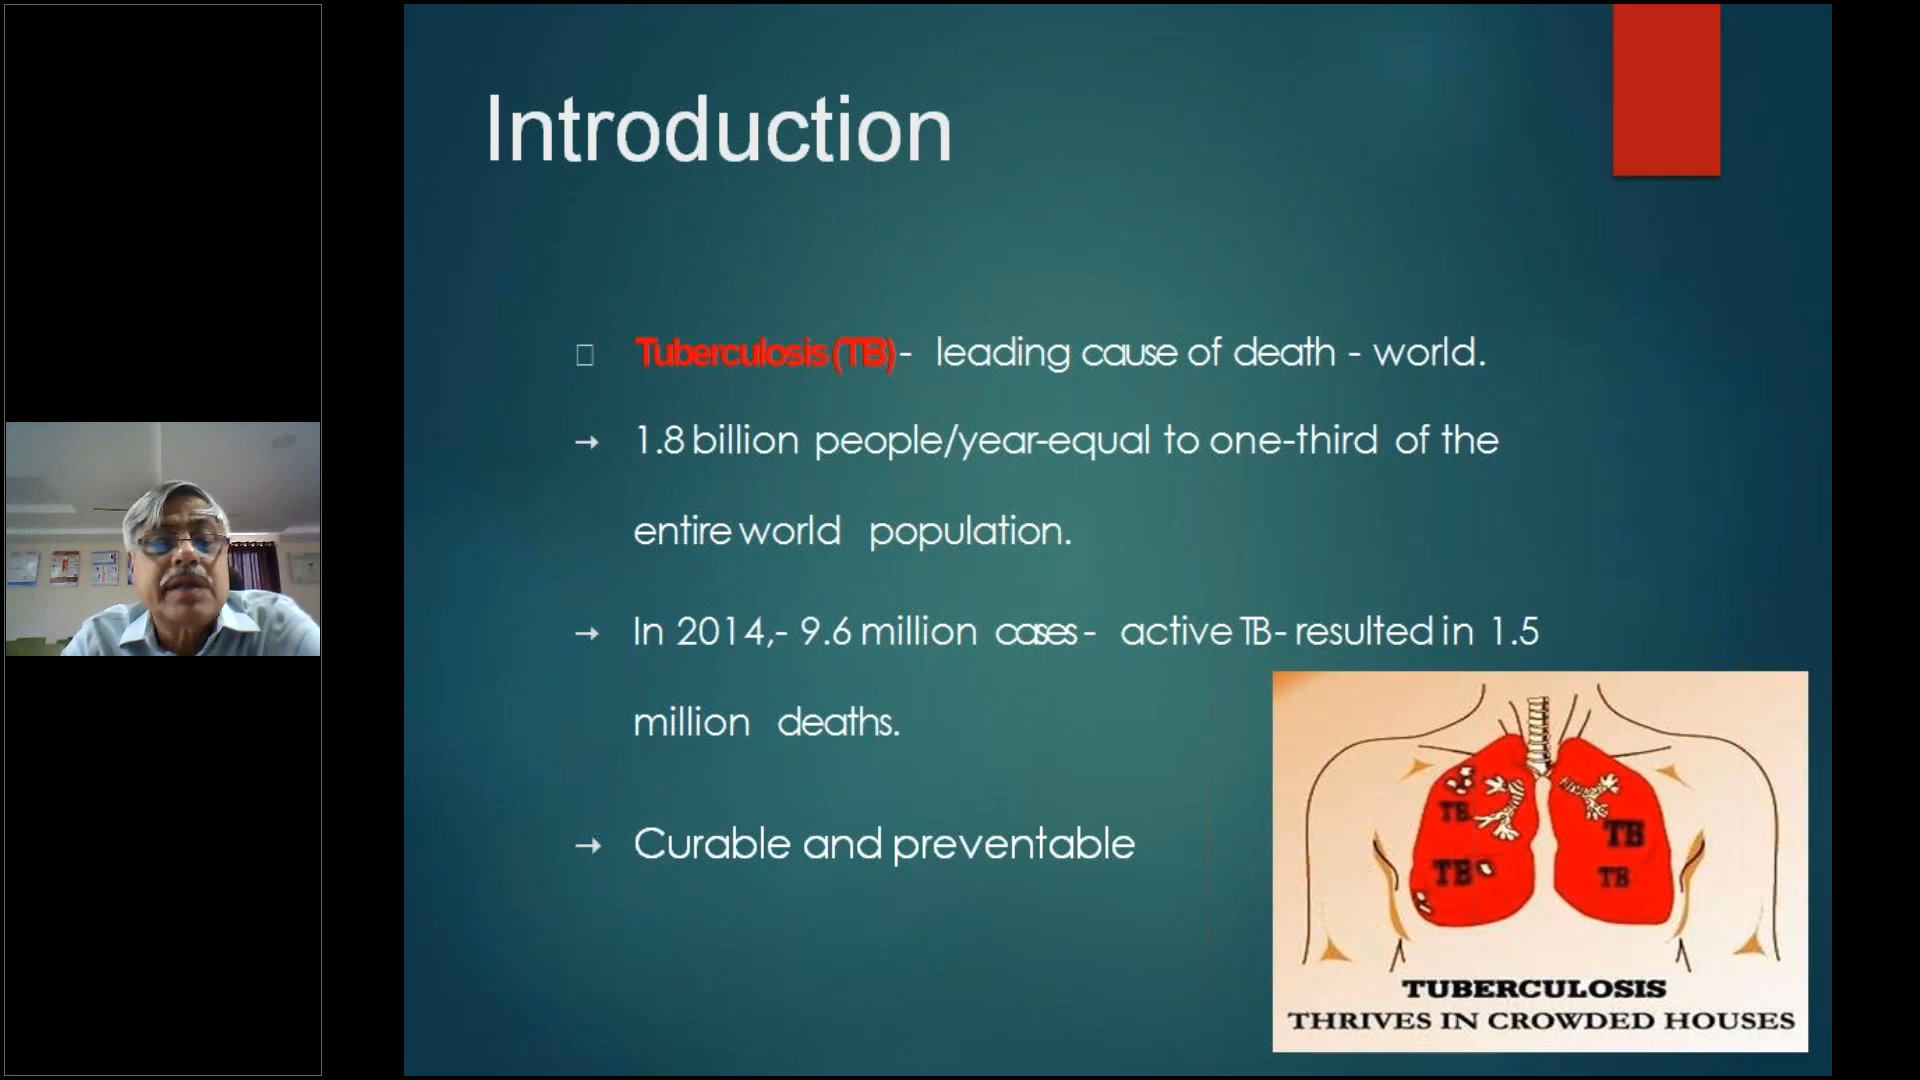 Introduction
Tuberculosis (TB) - leading cause of death - world.
→ 1.8 billion people/year-equal to one-third of the
entire world population.
→ In 2014,- 9.6 million cases - active TB- resulted in 1.5
million deaths.
→ Curable and preventable
TB
TB
TB
TB
TUBERCULOSIS
THRIVES IN CROWDED HOUSES